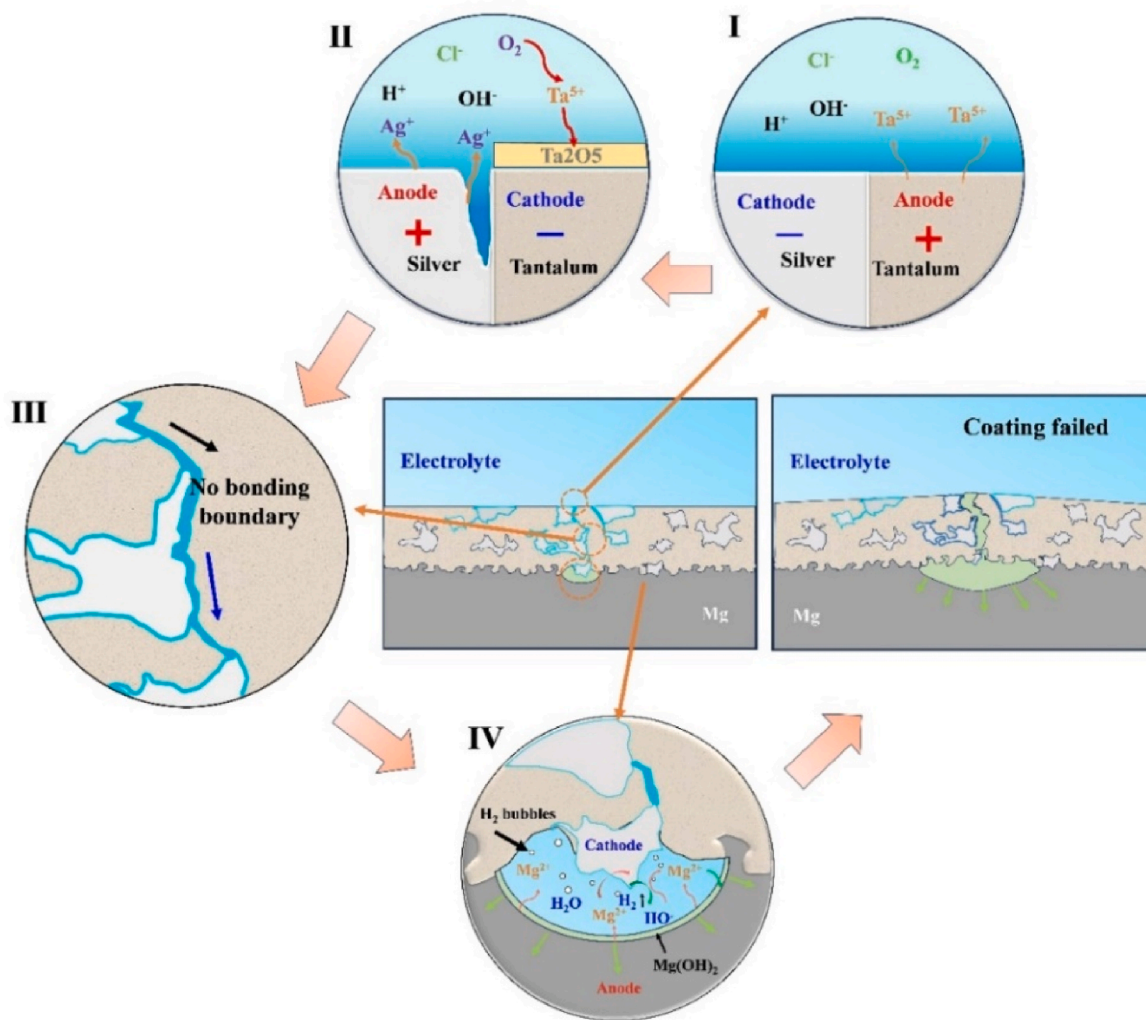 II
Cl-
O₂
H⁺
OH-
Ta⁵⁺
Ag⁺
Ag⁺
Ta2O5
Anode
Cathode
+
−
Silver
Tantalum
I
Cl-
O₂
H⁺
OH-
Ta⁵⁺
Ta⁵⁺
Cathode
Anode
−
+
Silver
Tantalum
III
No bonding
boundary
Electrolyte
Mg
Coating failed
Electrolyte
Mg
IV
H₂ bubbles
Cathode
Mg²⁺
Mg²⁺
H₂O
H₂
Mg²⁺
HO-
Mg(OH)₂
Anode